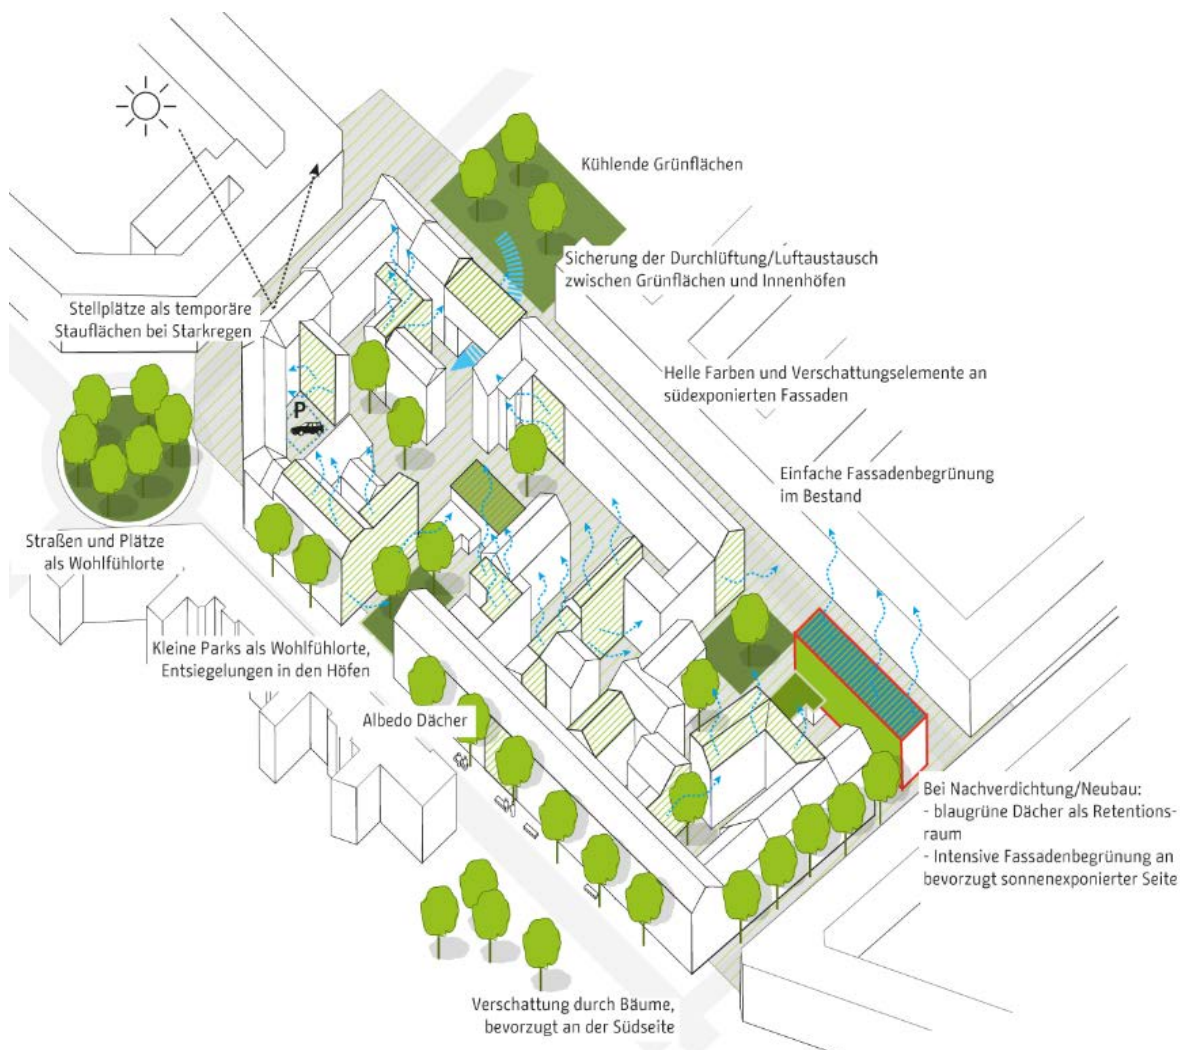 Kühlende Grünflächen
Sicherung der Durchlüftung/Luftaustausch
zwischen Grünflächen und Innenhöfen
Stellplätze als temporäre
Stauflächen bei Starkregen
Helle Farben und Verschattungselemente an
südexponierten Fassaden
P
Einfache Fassadenbegrünung
im Bestand
Straßen und Plätze
als Wohlfühlorte
Kleine Parks als Wohlfühlorte,
Entsiegelungen in den Höfen
Albedo Dächer
Bei Nachverdichtung/Neubau:
- blaugrüne Dächer als Retentions-
raum
- Intensive Fassadenbegrünung an
bevorzugt sonnenexponierter Seite
Verschattung durch Bäume,
bevorzugt an der Südseite